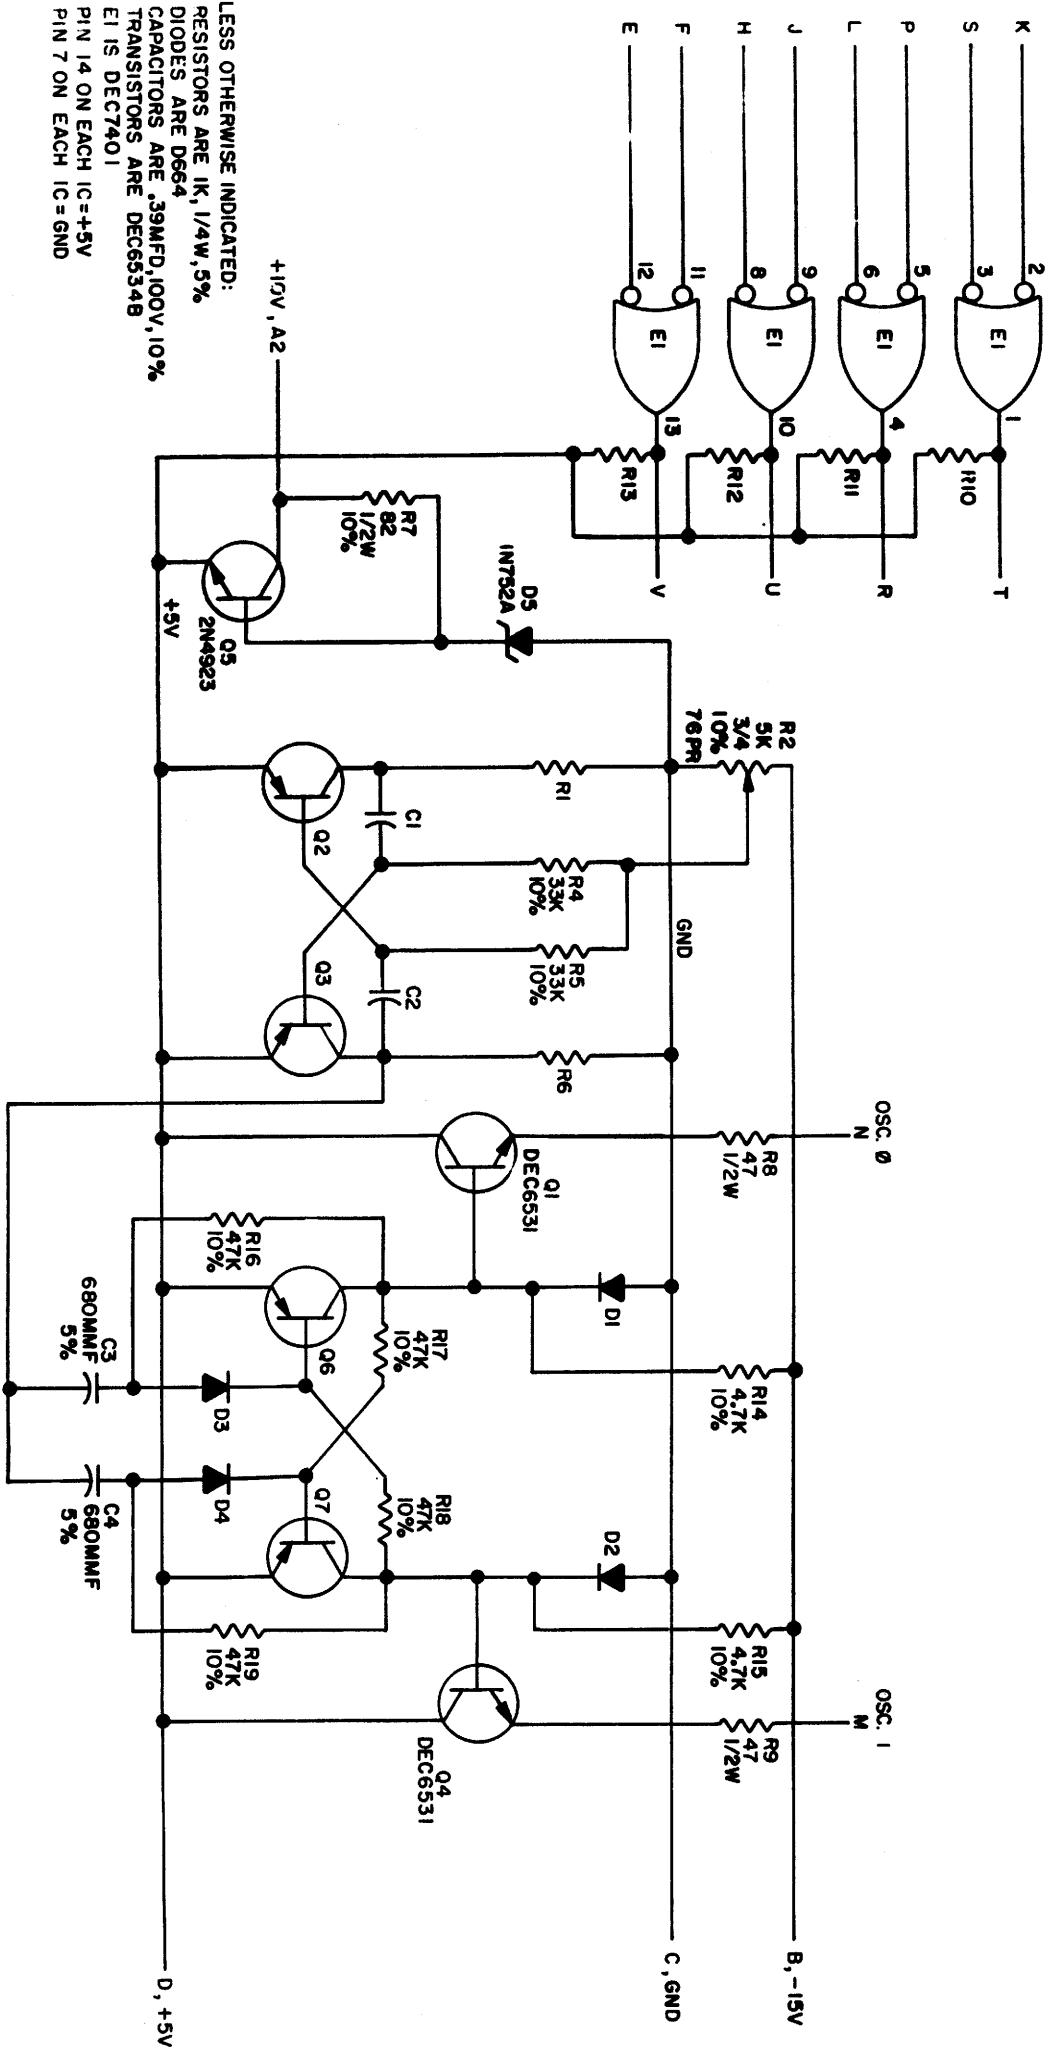 K
S
P
L
J
H
F
E
2
3
5
6
9
8
11
12
E1
E1
E1
E1
1
4
10
13
R10
R11
R12
R13
T
R
U
V
LESS OTHERWISE INDICATED:
RESISTORS ARE 1K, 1/4W, 5%
DIODES ARE D664
CAPACITORS ARE .39MFD, 100V, 10%
TRANSISTORS ARE DEC6534B
E1 IS DEC7401
PIN 14 ON EACH IC=+5V
PIN 7 ON EACH IC=GND
+10V, A2
R7
82
1/2W
10%
D5
1N752A
Q5
2N4923
+5V
R2
5K
3/4
10%
76PR
R1
C1
Q2
R4
33K
10%
R5
33K
10%
GND
Q3
C2
R6
OSC. 0
N
R8
47
1/2W
Q1
DEC6531
R16
47K
10%
D1
R14
4.7K
10%
R17
47K
10%
Q6
C3
680MMF
5%
D3
D4
C4
680MMF
5%
Q7
R18
47K
10%
D2
R15
4.7K
10%
R19
47K
10%
OSC. 1
M
R9
47
1/2W
Q4
DEC6531
B, -15V
C, GND
D, +5V